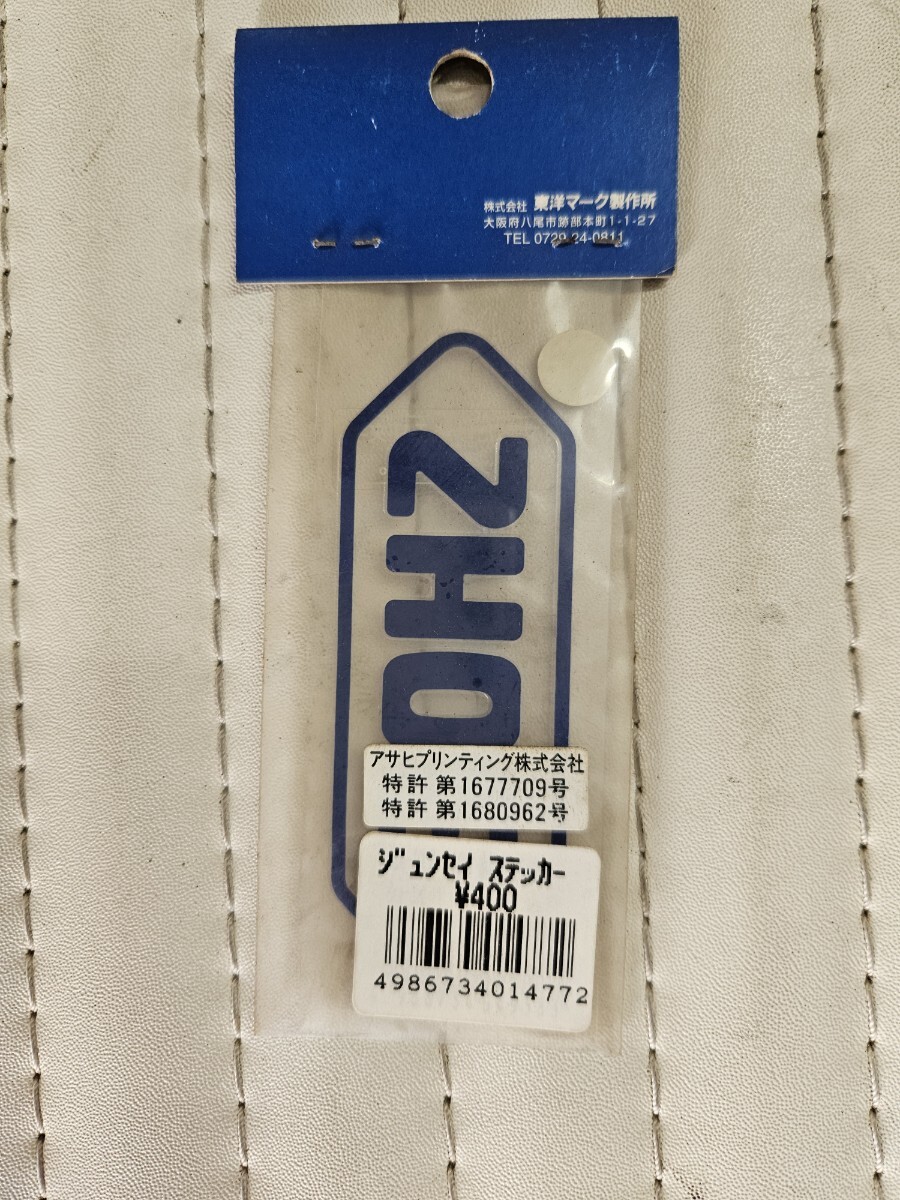 株式会社 東洋マーク製作所
大阪府八尾市跡部本町1-1-27
TEL 0729-24-0811
アサヒプリンティング株式会社
特許 第1677709号
特許 第1680962号
ｼﾞｭﾝｾｲ ｽﾃｯｶｰ
¥400
4986734014772